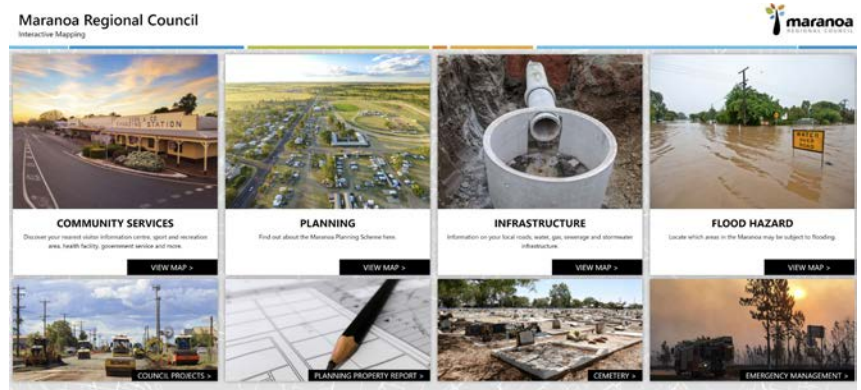 Maranoa Regional Council
Interactive Mapping
maranoa
REGIONAL COUNCIL
COMMUNITY SERVICES
Discover your nearest visitor information centre, sport and recreation
area, health facility, government service and more.
VIEW MAP >
PLANNING
Find out about the Maranoa Planning Scheme here.
VIEW MAP >
INFRASTRUCTURE
Information on your local roads, water, gas, sewerage and stormwater
infrastructure.
VIEW MAP >
WATER
OVER
ROAD
FLOOD HAZARD
Locate which areas in the Maranoa may be subject to flooding.
VIEW MAP >
COUNCIL PROJECTS >
PLANNING PROPERTY REPORT >
CEMETERY >
EMERGENCY MANAGEMENT >